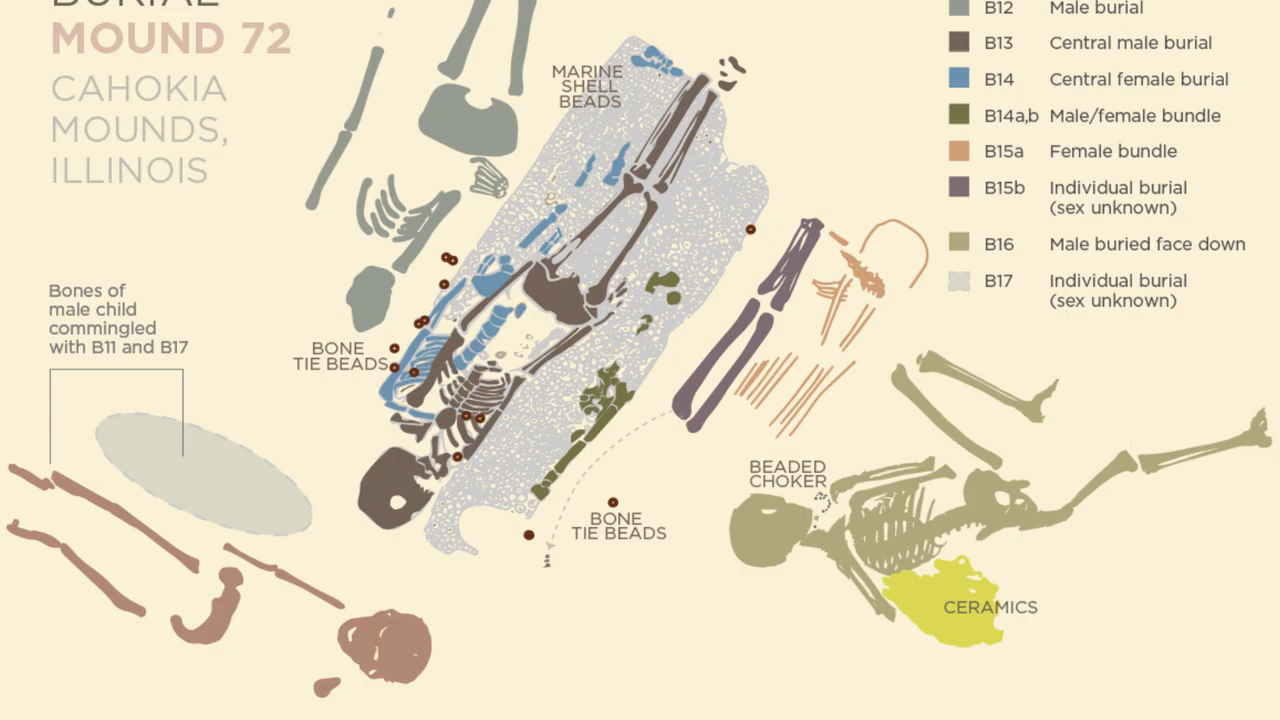 BURIAL
MOUND 72
CAHOKIA
MOUNDS,
ILLINOIS
MARINE
SHELL
BEADS
B12 Male burial
B13 Central male burial
B14 Central female burial
B14a,b Male/female bundle
B15a Female bundle
B15b Individual burial
(sex unknown)
B16 Male buried face down
B17 Individual burial
(sex unknown)
Bones of
male child
commingled
with B11 and B17
BONE
TIE BEADS
BEADED
CHOKER
BONE
TIE BEADS
CERAMICS